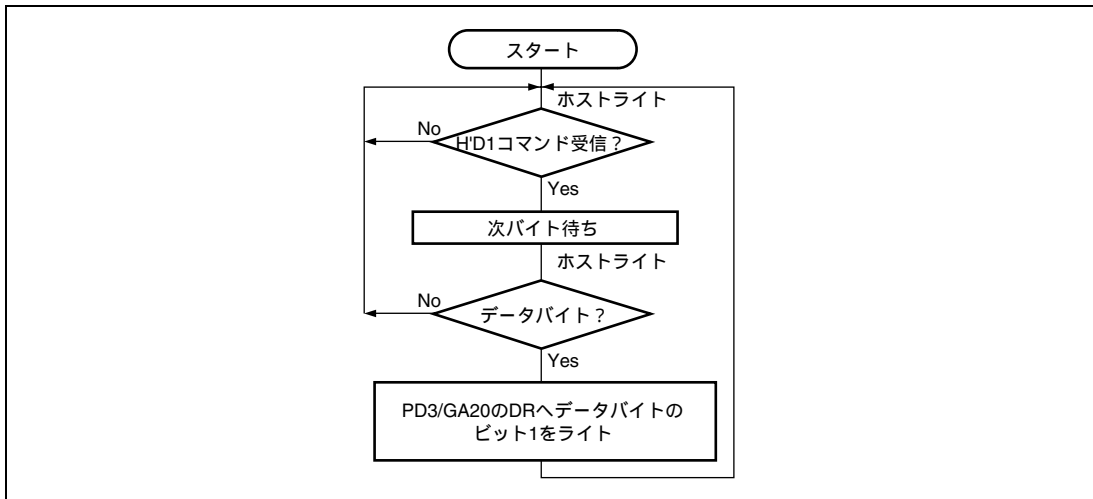 スタート
ホストライト
No
H'D1コマンド受信？
Yes
次バイト待ち
ホストライト
No
データバイト？
Yes
PD3/GA20のDRへデータバイトの
ビット1をライト